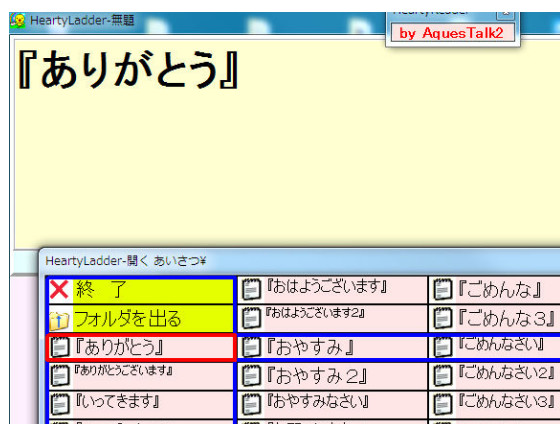 HeartyLadder-無題
by AquesTalk2
『ありがとう』
HeartyLadder-開く あいさつ¥
終 了
『おはようございます』
『ごめんな』
フォルダを出る
『おはようございます2』
『ごめんな3』
『ありがとう』
『おやすみ』
『ごめんなさい』
『ありがとうございます』
『おやすみ2』
『ごめんなさい2』
『いってきます』
『おやすみなさい』
『ごめんなさい3』